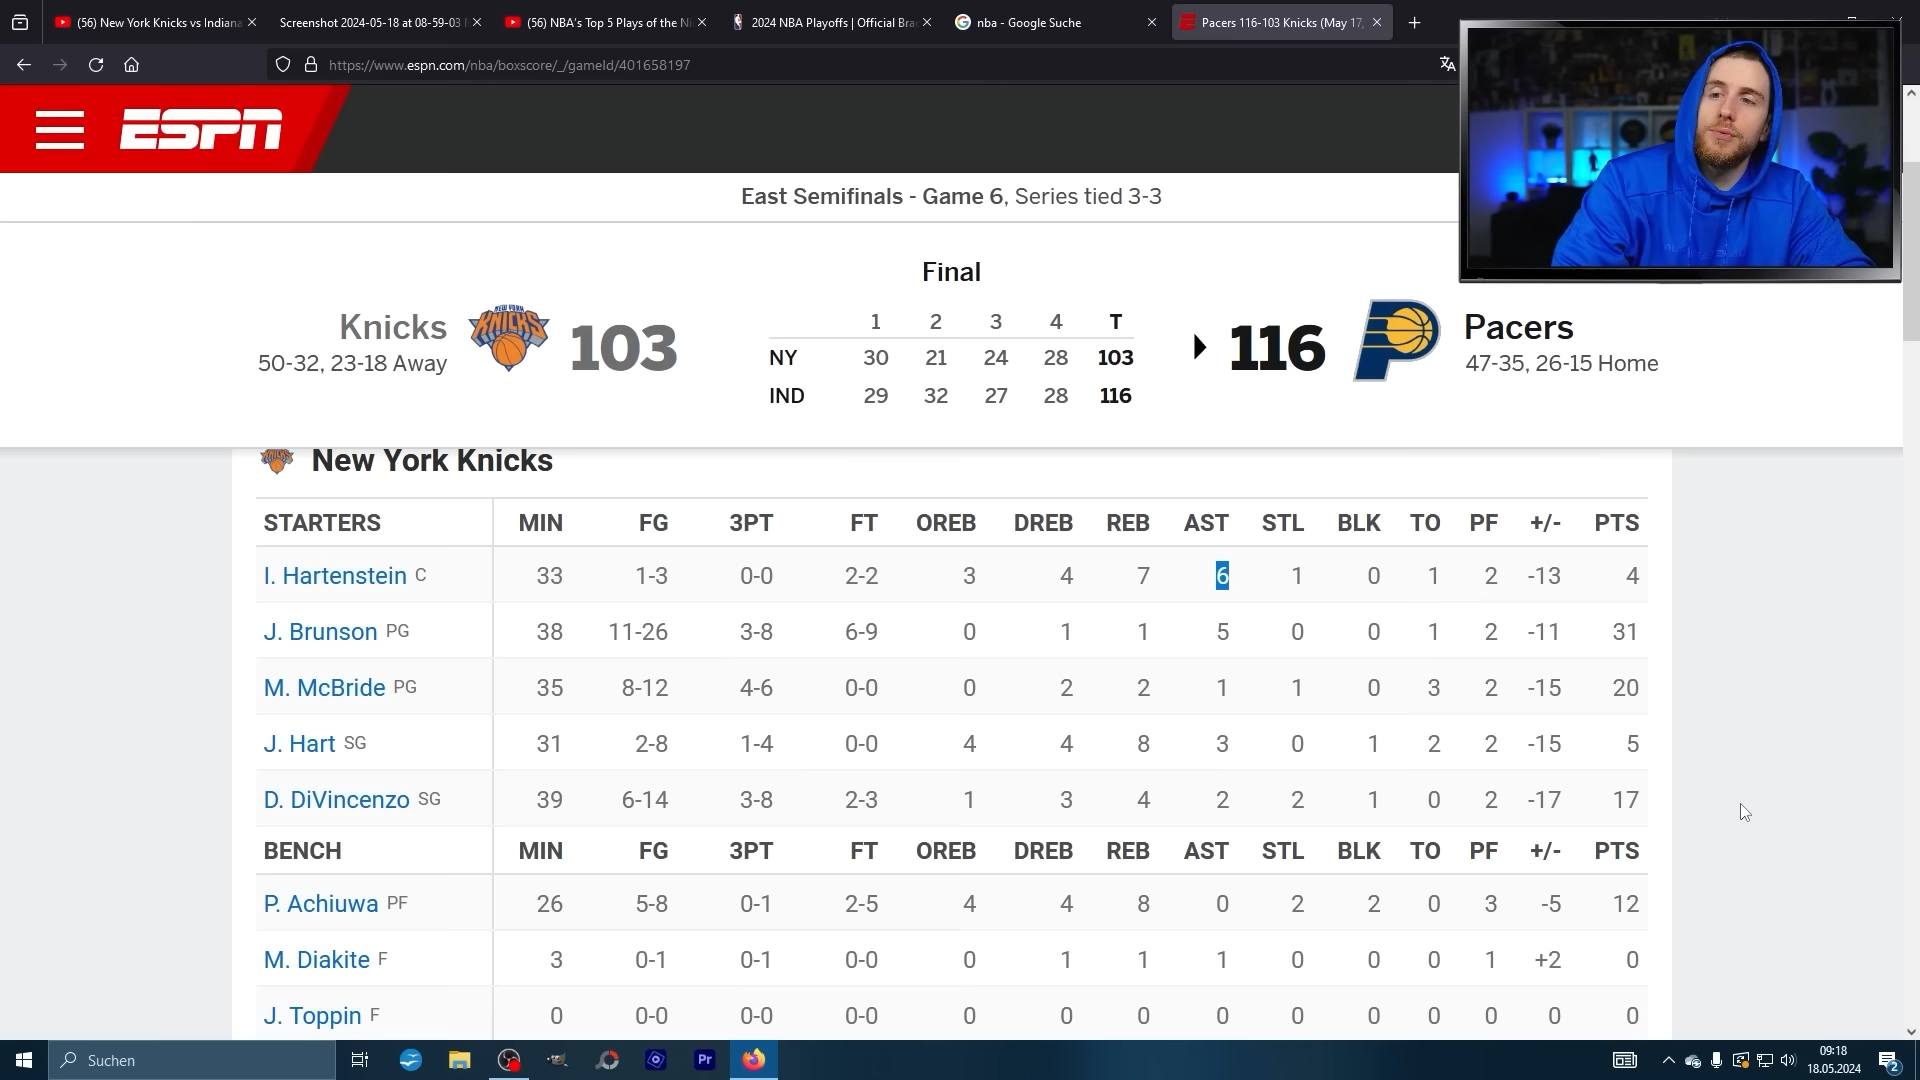 (56) New York Knicks vs Indiana
Screenshot 2024-05-18 at 08-59-03
(56) NBA's Top 5 Plays of the Ni
2024 NBA Playoffs | Official Bra
nba - Google Suche
Pacers 116-103 Knicks (May 17,
https://www.espn.com/nba/boxscore/_/gameId/401658197
ESPN
East Semifinals - Game 6, Series tied 3-3
Final
Knicks
50-32, 23-18 Away
NEW YORK KNICKS
103
1 2 3 4 T
NY 30 21 24 28 103
IND 29 32 27 28 116
116
Pacers
47-35, 26-15 Home
New York Knicks
STARTERS MIN FG 3PT FT OREB DREB REB AST STL BLK TO PF +/- PTS
I. Hartenstein C 33 1-3 0-0 2-2 3 4 7 6 1 0 1 2 -13 4
J. Brunson PG 38 11-26 3-8 6-9 0 1 1 5 0 0 1 2 -11 31
M. McBride PG 35 8-12 4-6 0-0 0 2 2 1 1 0 3 2 -15 20
J. Hart SG 31 2-8 1-4 0-0 4 4 8 3 0 1 2 2 -15 5
D. DiVincenzo SG 39 6-14 3-8 2-3 1 3 4 2 2 1 0 2 -17 17
BENCH MIN FG 3PT FT OREB DREB REB AST STL BLK TO PF +/- PTS
P. Achiuwa PF 26 5-8 0-1 2-5 4 4 8 0 2 2 0 3 -5 12
M. Diakite F 3 0-1 0-1 0-0 0 1 1 1 0 0 0 1 +2 0
J. Toppin F 0 0-0 0-0 0-0 0 0 0 0 0 0 0 0 0 0
Suchen
Pr
09:18
18.05.2024
2